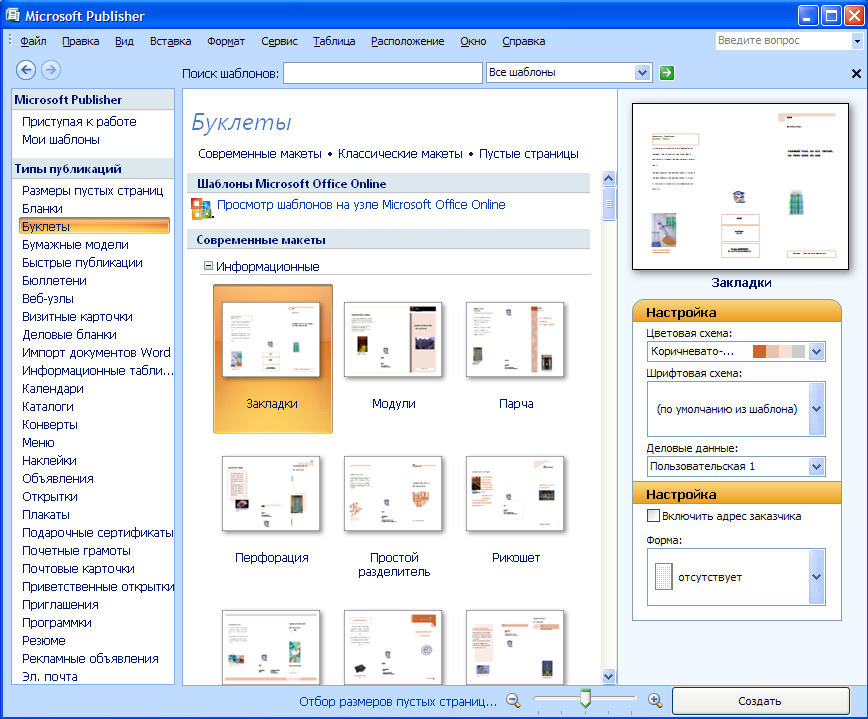 Microsoft Publisher
Файл Правка Вид Вставка Формат Сервис Таблица Расположение Окно Справка
Введите вопрос
Поиск шаблонов:
Все шаблоны
Microsoft Publisher
Приступая к работе
Мои шаблоны
Типы публикаций
Размеры пустых страниц
Бланки
Буклеты
Бумажные модели
Быстрые публикации
Бюллетени
Веб-узлы
Визитные карточки
Деловые бланки
Импорт документов Word
Информационные табли...
Календари
Каталоги
Конверты
Меню
Наклейки
Объявления
Открытки
Плакаты
Подарочные сертификаты
Почетные грамоты
Почтовые карточки
Приветственные открытки
Приглашения
Программки
Резюме
Рекламные объявления
Эл. почта
Буклеты
Современные макеты • Классические макеты • Пустые страницы
Шаблоны Microsoft Office Online
Просмотр шаблонов на узле Microsoft Office Online
Современные макеты
Информационные
Закладки
Модули
Парча
Перфорация
Простой
разделитель
Рикошет
Закладки
Настройка
Цветовая схема:
Коричневато-...
Шрифтовая схема:
(по умолчанию из шаблона)
Деловые данные:
Пользовательская 1
Настройка
Включить адрес заказчика
Форма:
отсутствует
Отбор размеров пустых страниц...
Создать